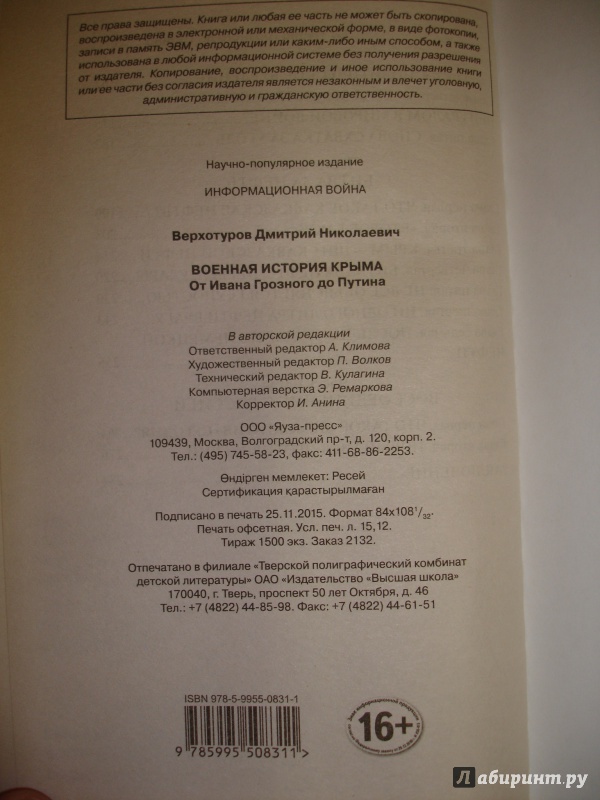 Все права защищены. Книга или любая ее часть не может быть скопирована,
воспроизведена в электронной или механической форме, в виде фотокопии,
записи в память ЭВМ, репродукции или каким-либо иным способом, а также
использована в любой информационной системе без получения разрешения
от издателя. Копирование, воспроизведение и иное использование книги
или ее части без согласия издателя является незаконным и влечет уголовную,
административную и гражданскую ответственность.
Научно-популярное издание
ИНФОРМАЦИОННАЯ ВОЙНА
Верхотуров Дмитрий Николаевич
ВОЕННАЯ ИСТОРИЯ КРЫМА
От Ивана Грозного до Путина
В авторской редакции
Ответственный редактор А. Климова
Художественный редактор П. Волков
Технический редактор В. Кулагина
Компьютерная верстка Э. Ремаркова
Корректор И. Анина
ООО «Яуза-пресс»
109439, Москва, Волгоградский пр-т, д. 120, корп. 2.
Тел.: (495) 745-58-23, факс: 411-68-86-2253.
Өндірген мемлекет: Ресей
Сертификация қарастырылмаған
Подписано в печать 25.11.2015. Формат 84x108 1/32.
Печать офсетная. Усл. печ. л. 15,12.
Тираж 1500 экз. Заказ 2132.
Отпечатано в филиале «Тверской полиграфический комбинат
детской литературы» ОАО «Издательство «Высшая школа»
170040, г. Тверь, проспект 50 лет Октября, д. 46
Тел.: +7 (4822) 44-85-98. Факс: +7 (4822) 44-61-51
ISBN 978-5-9955-0831-1
9 785995 508311 >
16+
Лабиринт.ру